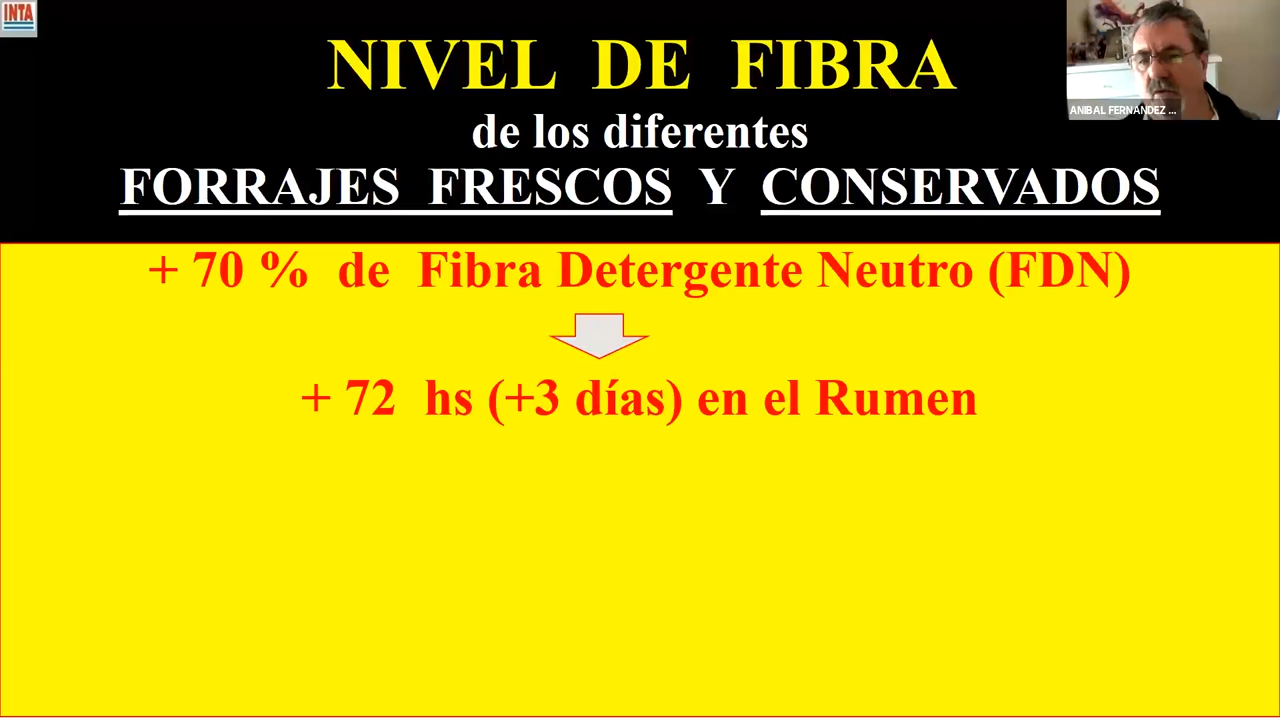 INTA
NIVEL DE FIBRA
de los diferentes
FORRAJES FRESCOS Y CONSERVADOS
ANIBAL FERNANDEZ ...
+ 70 % de Fibra Detergente Neutro (FDN)
+ 72 hs (+3 días) en el Rumen